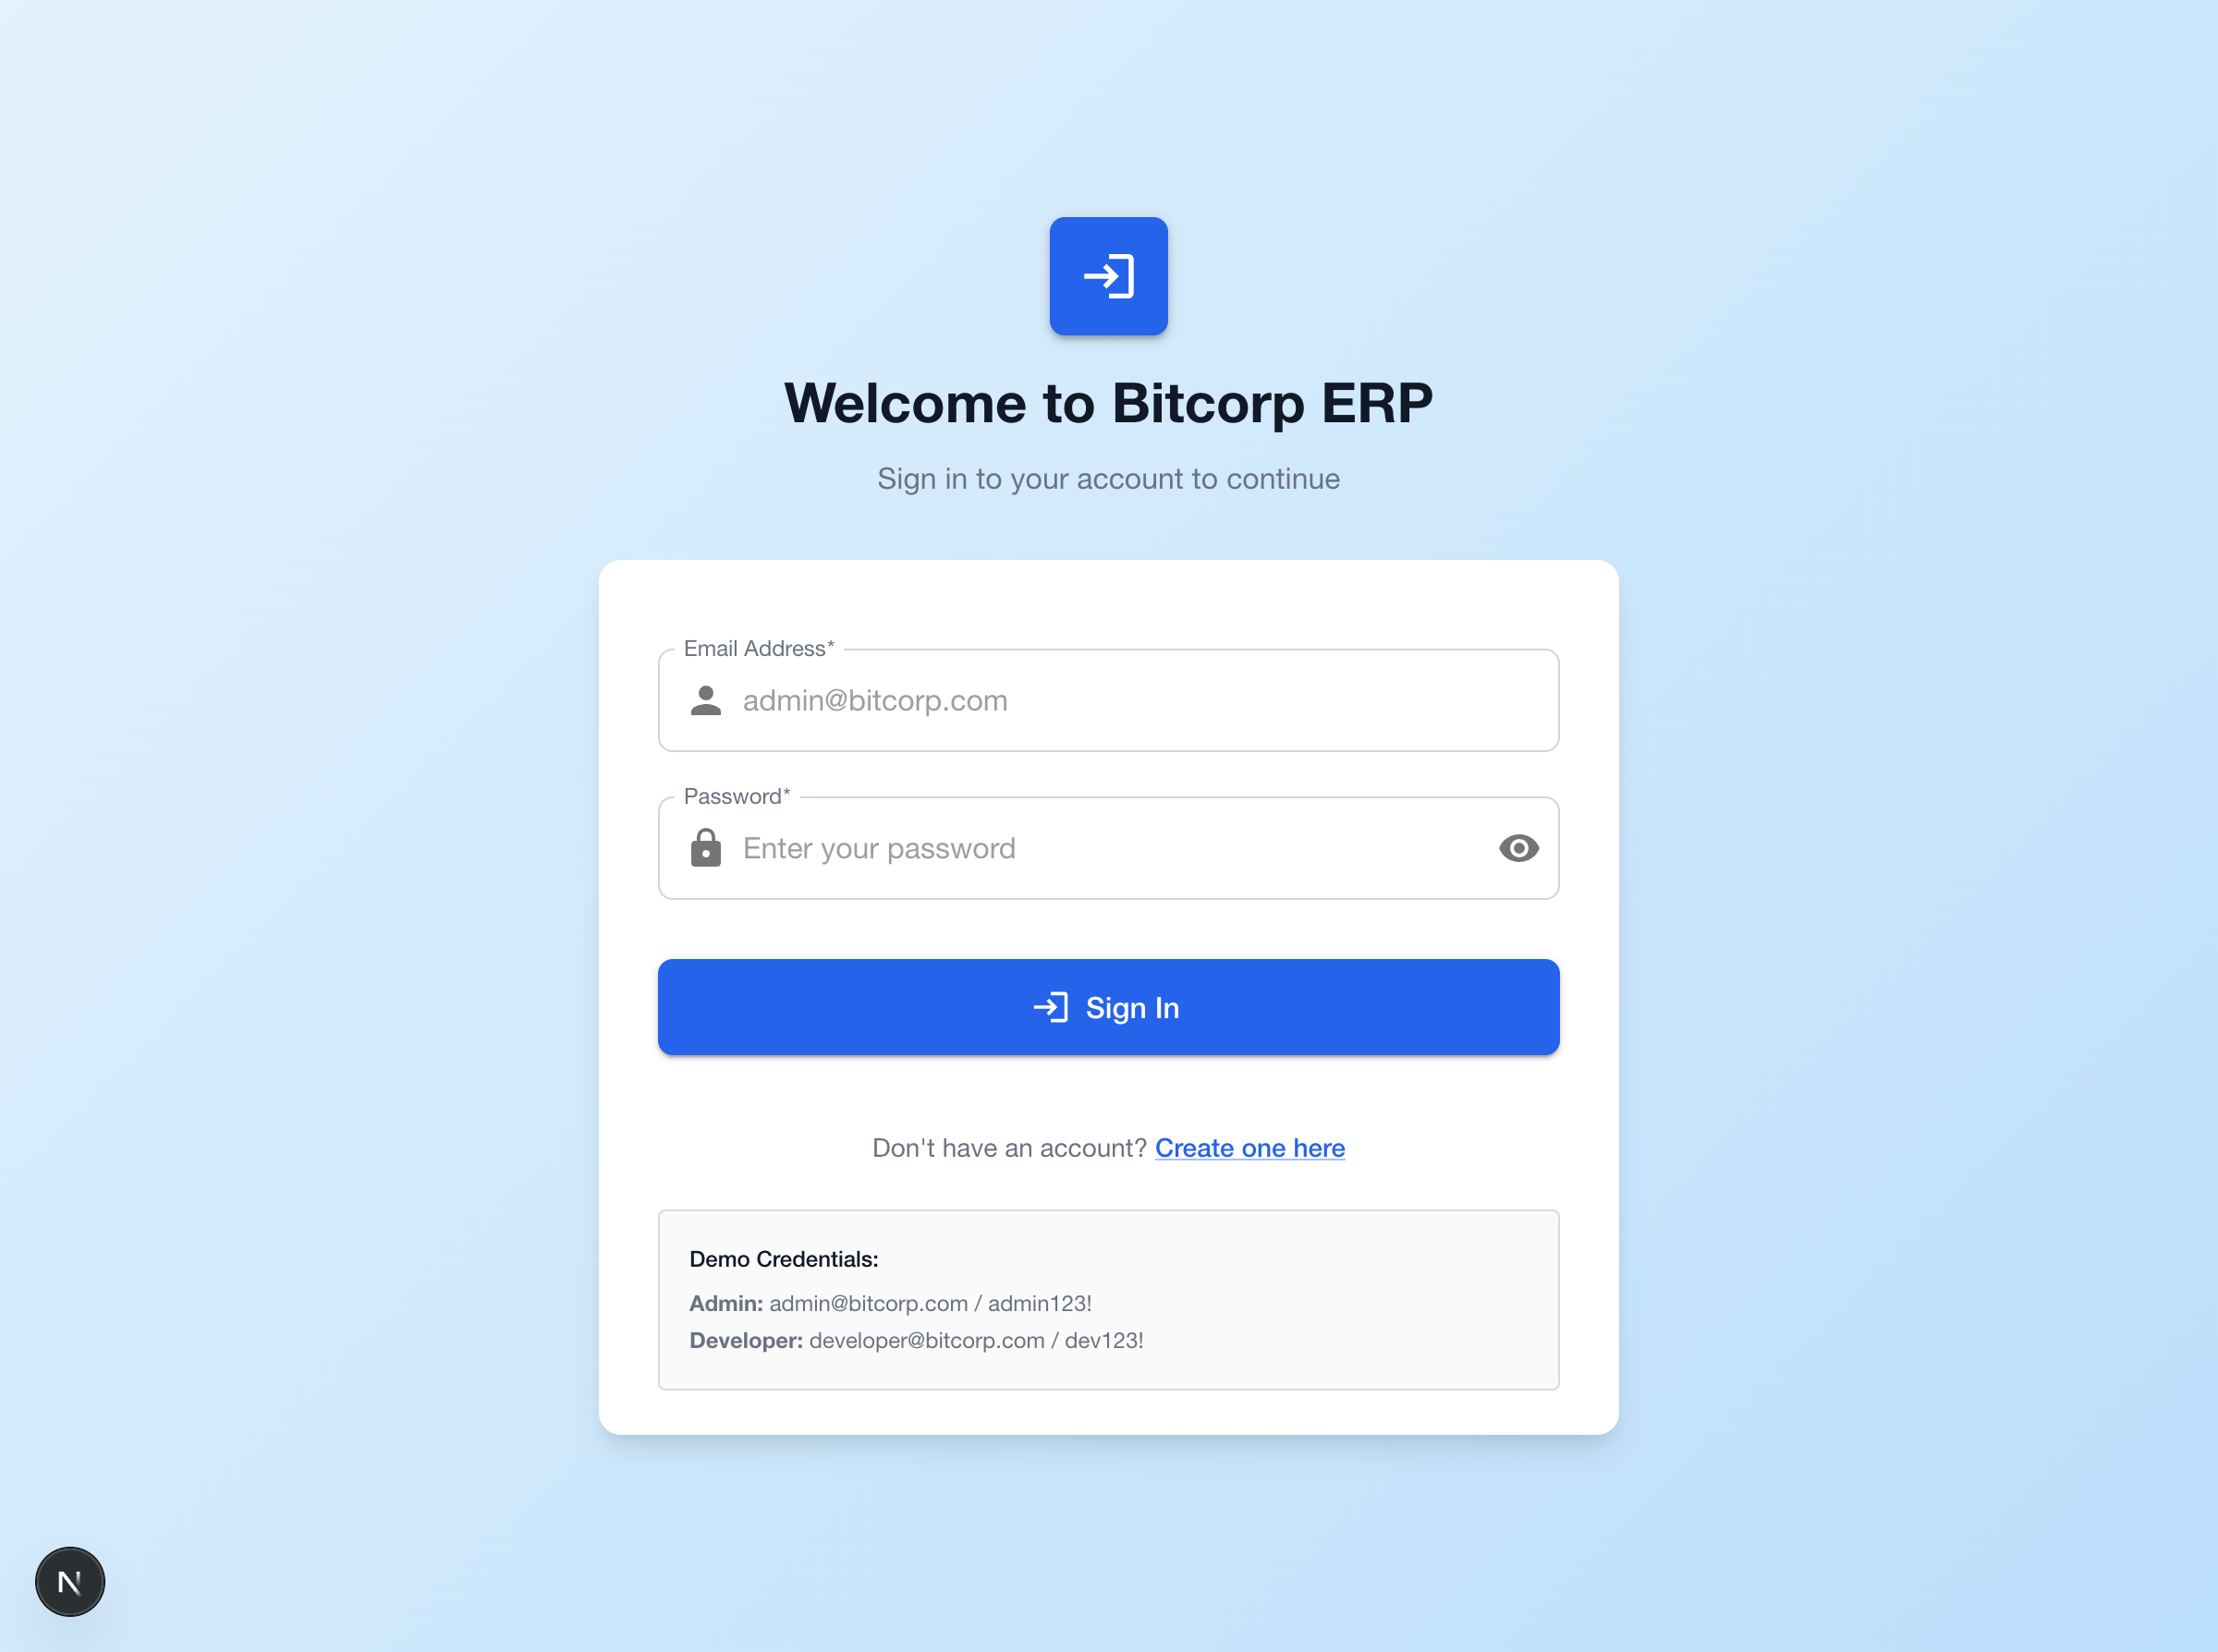 Welcome to Bitcorp ERP
Sign in to your account to continue
Email Address*
admin@bitcorp.com
Password*
Enter your password
Sign In
Don't have an account? Create one here
Demo Credentials:
Admin: admin@bitcorp.com / admin123!
Developer: developer@bitcorp.com / dev123!
N